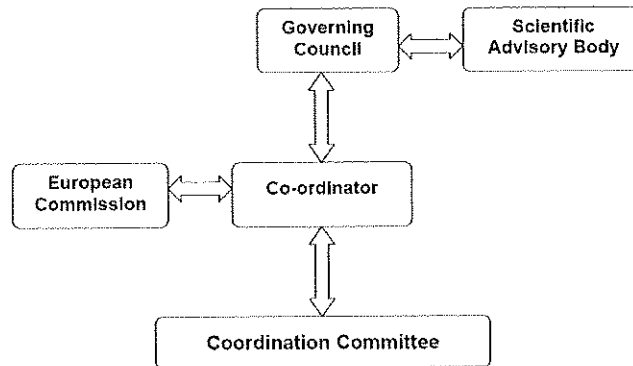 Governing
Council
Scientific
Advisory Body
European
Commission
Co-ordinator
Coordination Committee